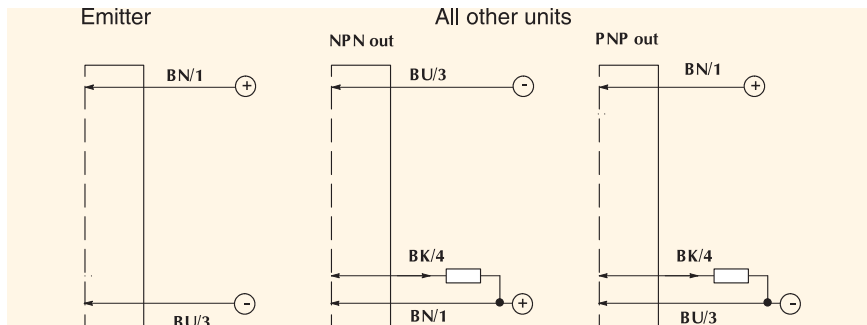 Emitter
All other units
NPN out
PNP out
BN/1
+
BU/3
-
BN/1
+
BK/4
BK/4
-
BU/3
+
BN/1
-
BU/3